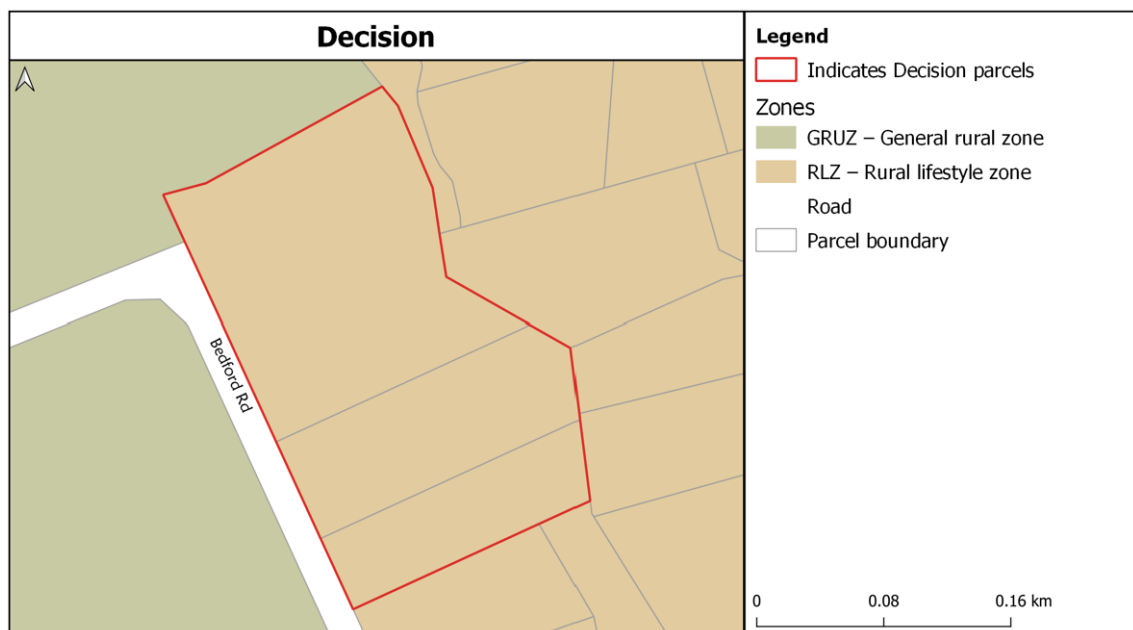 Decision
Bedford Rd
Legend
Indicates Decision parcels
Zones
GRUZ – General rural zone
RLZ – Rural lifestyle zone
Road
Parcel boundary
0 0.08 0.16 km